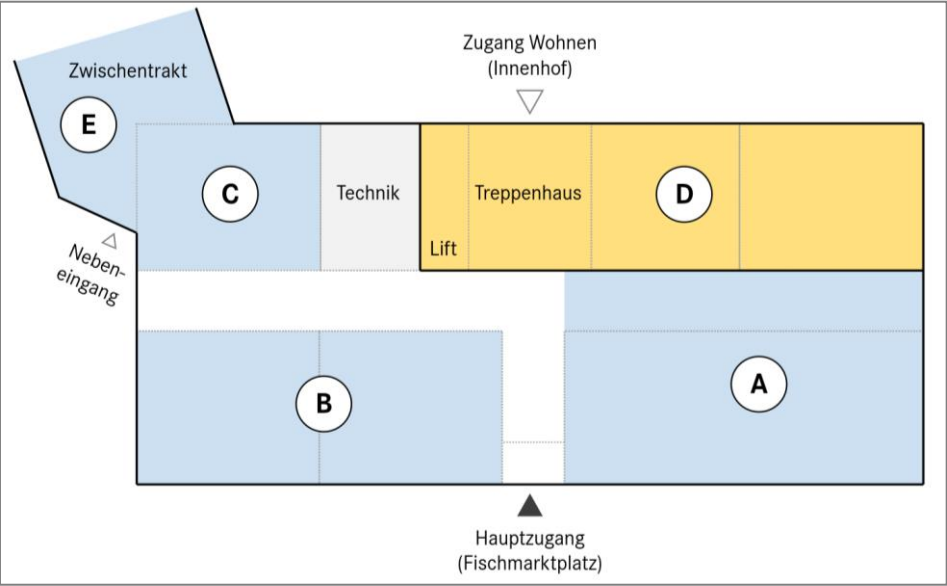 Zugang Wohnen
(Innenhof)
Zwischentrakt
E
C
Technik
Lift
Treppenhaus
D
Neben-
eingang
B
A
Hauptzugang
(Fischmarktplatz)